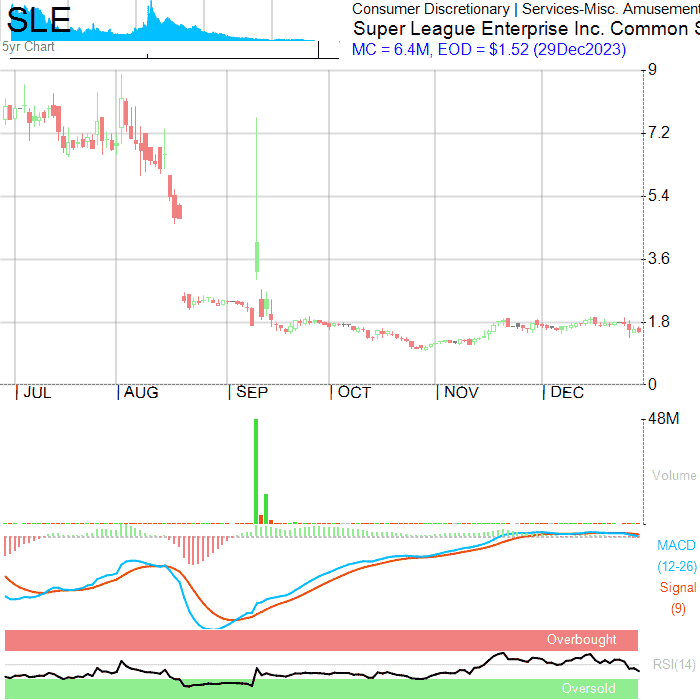 SLE
5yr Chart
Consumer Discretionary | Services-Misc. Amusement
Super League Enterprise Inc. Common S
MC = 6.4M, EOD = $1.52 (29Dec2023)
9
7.2
5.4
3.6
1.8
0
JUL
AUG
SEP
OCT
NOV
DEC
48M
Volume
MACD
(12-26)
Signal
(9)
Overbought
RSI(14)
Oversold